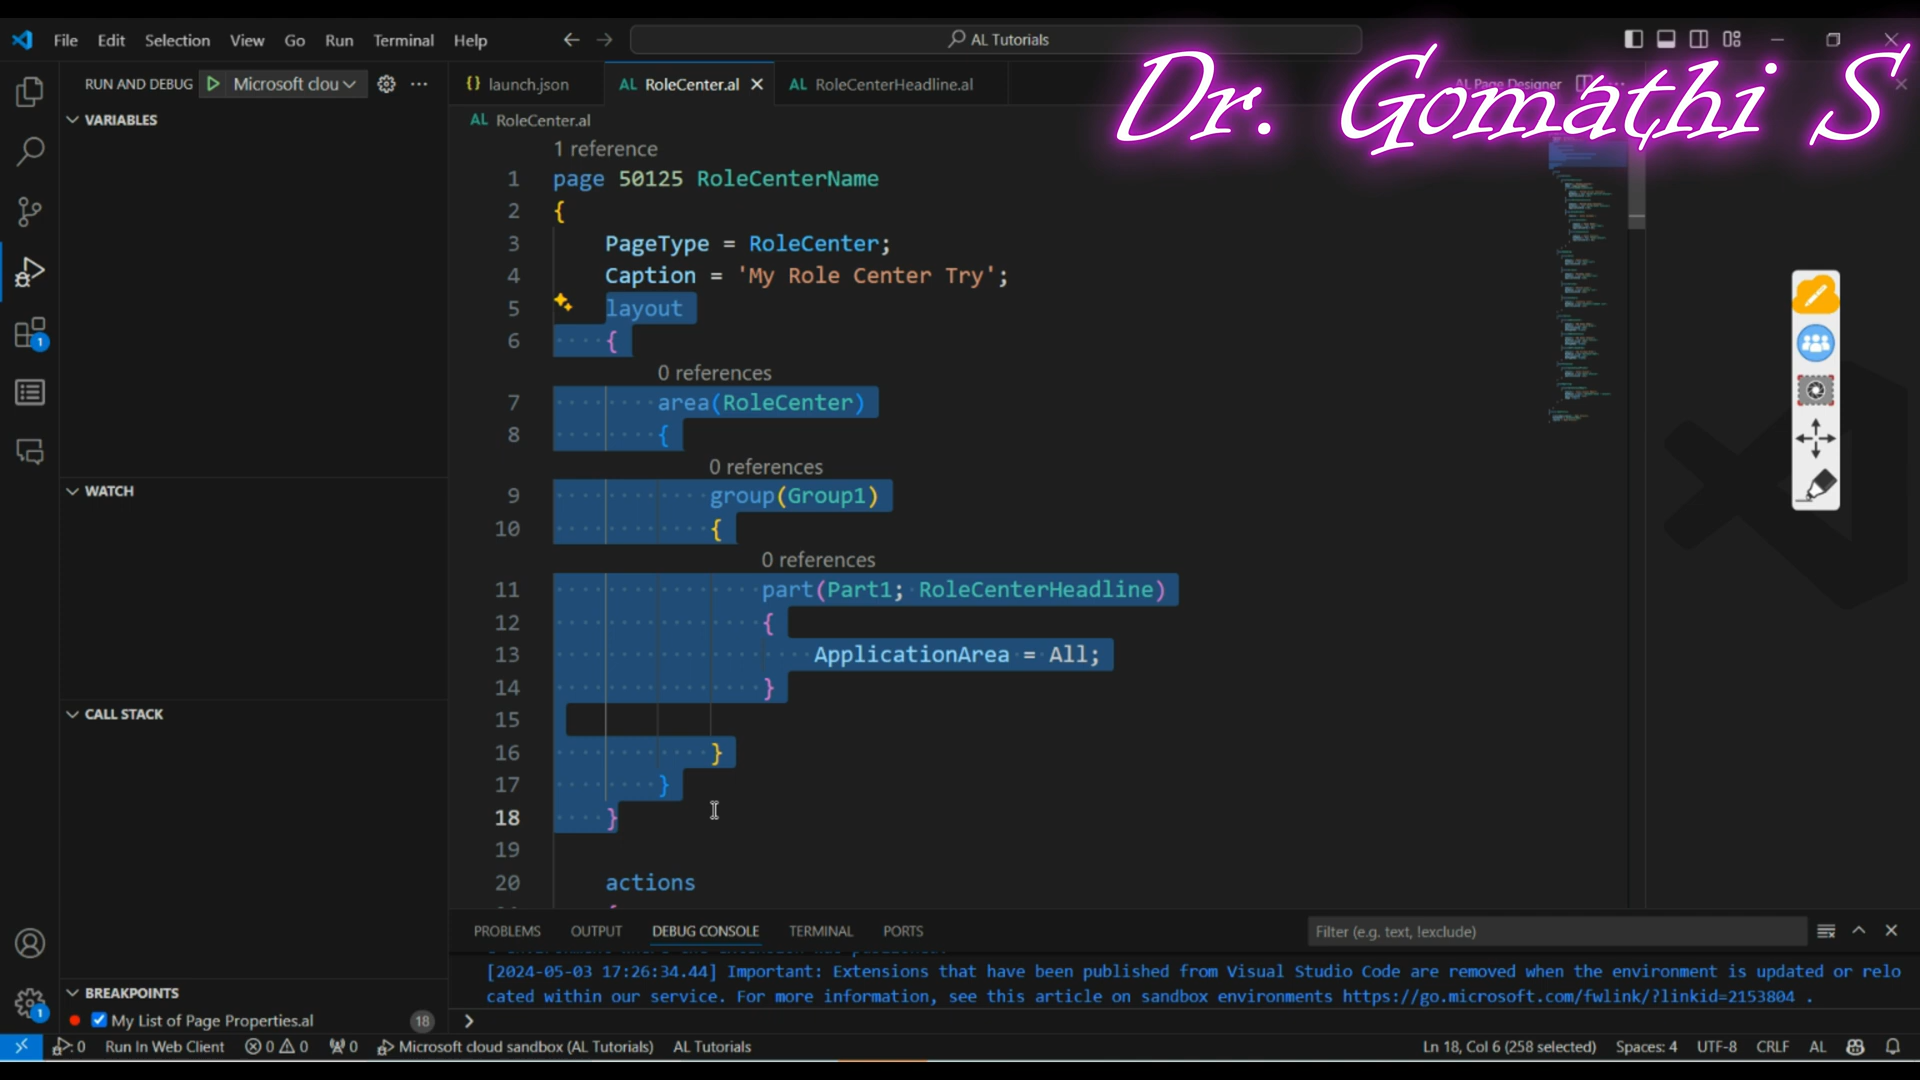 File Edit Selection View Go Run Terminal Help
AL Tutorials
Dr. Gomathi S
RUN AND DEBUG Microsoft clou
launch.json
AL RoleCenter.al
AL RoleCenterHeadline.al
AL Page Designer
AL RoleCenter.al
VARIABLES
WATCH
CALL STACK
BREAKPOINTS
My List of Page Properties.al 18
1 reference
1 page 50125 RoleCenterName
2 {
3 PageType = RoleCenter;
4 Caption = 'My Role Center Try';
5 layout
6 {
0 references
7 area(RoleCenter)
8 {
0 references
9 group(Group1)
10 {
0 references
11 part(Part1; RoleCenterHeadline)
12 {
13 ApplicationArea = All;
14 }
15
16 }
17 }
18 }
19
20 actions
PROBLEMS OUTPUT DEBUG CONSOLE TERMINAL PORTS
Filter (e.g. text, !exclude)
[2024-05-03 17:26:34.44] Important: Extensions that have been published from Visual Studio Code are removed when the environment is updated or relo
cated within our service. For more information, see this article on sandbox environments https://go.microsoft.com/fwlink/?linkid=2153804 .
1
1
0 Run In Web Client 0 0 0 Microsoft cloud sandbox (AL Tutorials) AL Tutorials
Ln 18, Col 6 (258 selected) Spaces: 4 UTF-8 CRLF AL